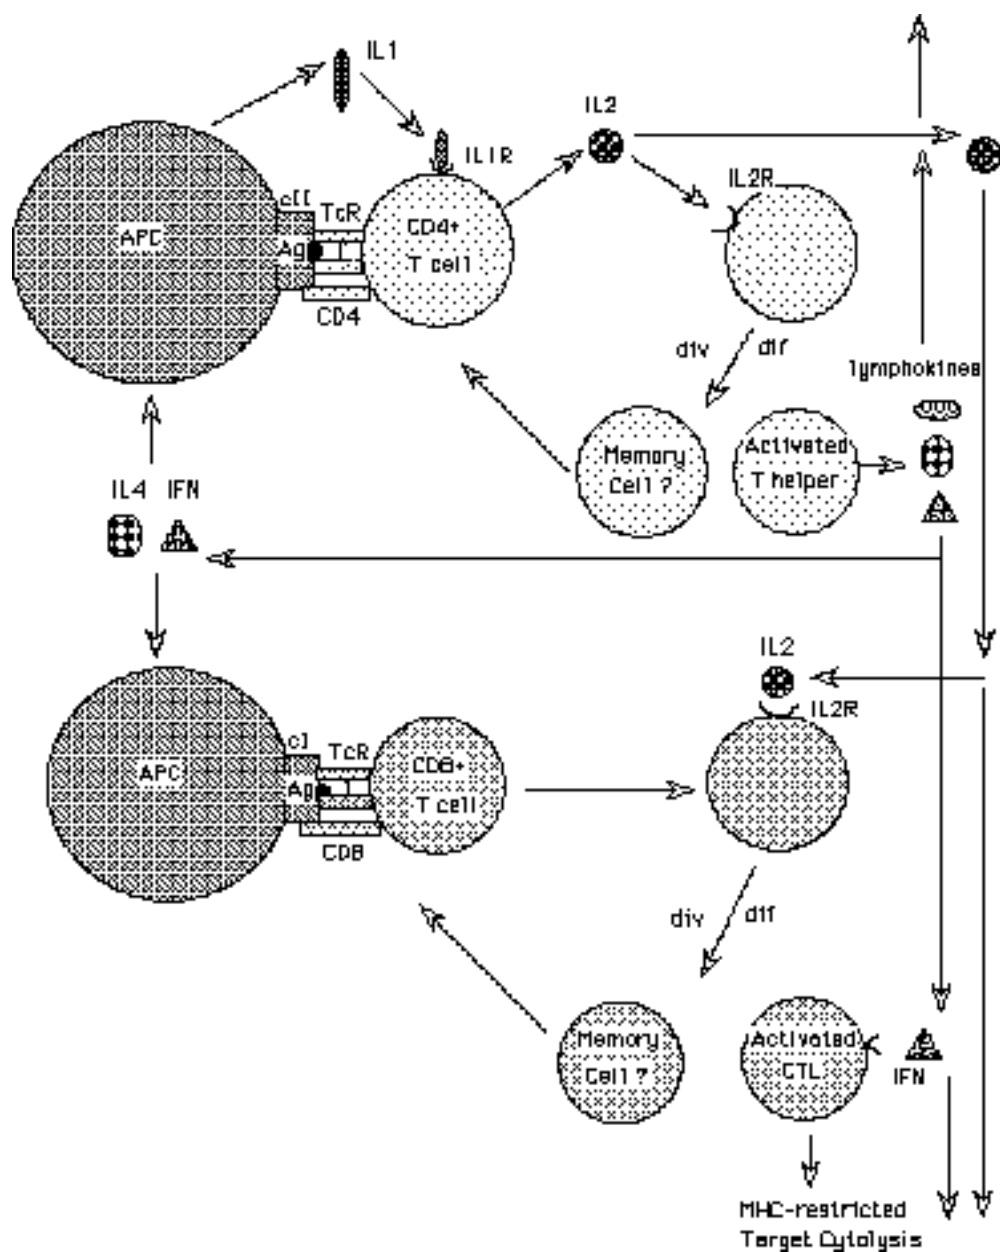 IL1
IL1R
IL2
IL2R
cII
TcR
APC
Ag
CD4+
T cell
CD4
div
dif
lymphokines
Memory
Cell ?
Activated
T helper
IL4
IFN
IL2
IL2R
cI
TcR
APC
Ag
CD8+
T cell
CD8
div
dif
Memory
Cell ?
Activated
CTL
IFN
MHC-restricted
Target Cytolysis